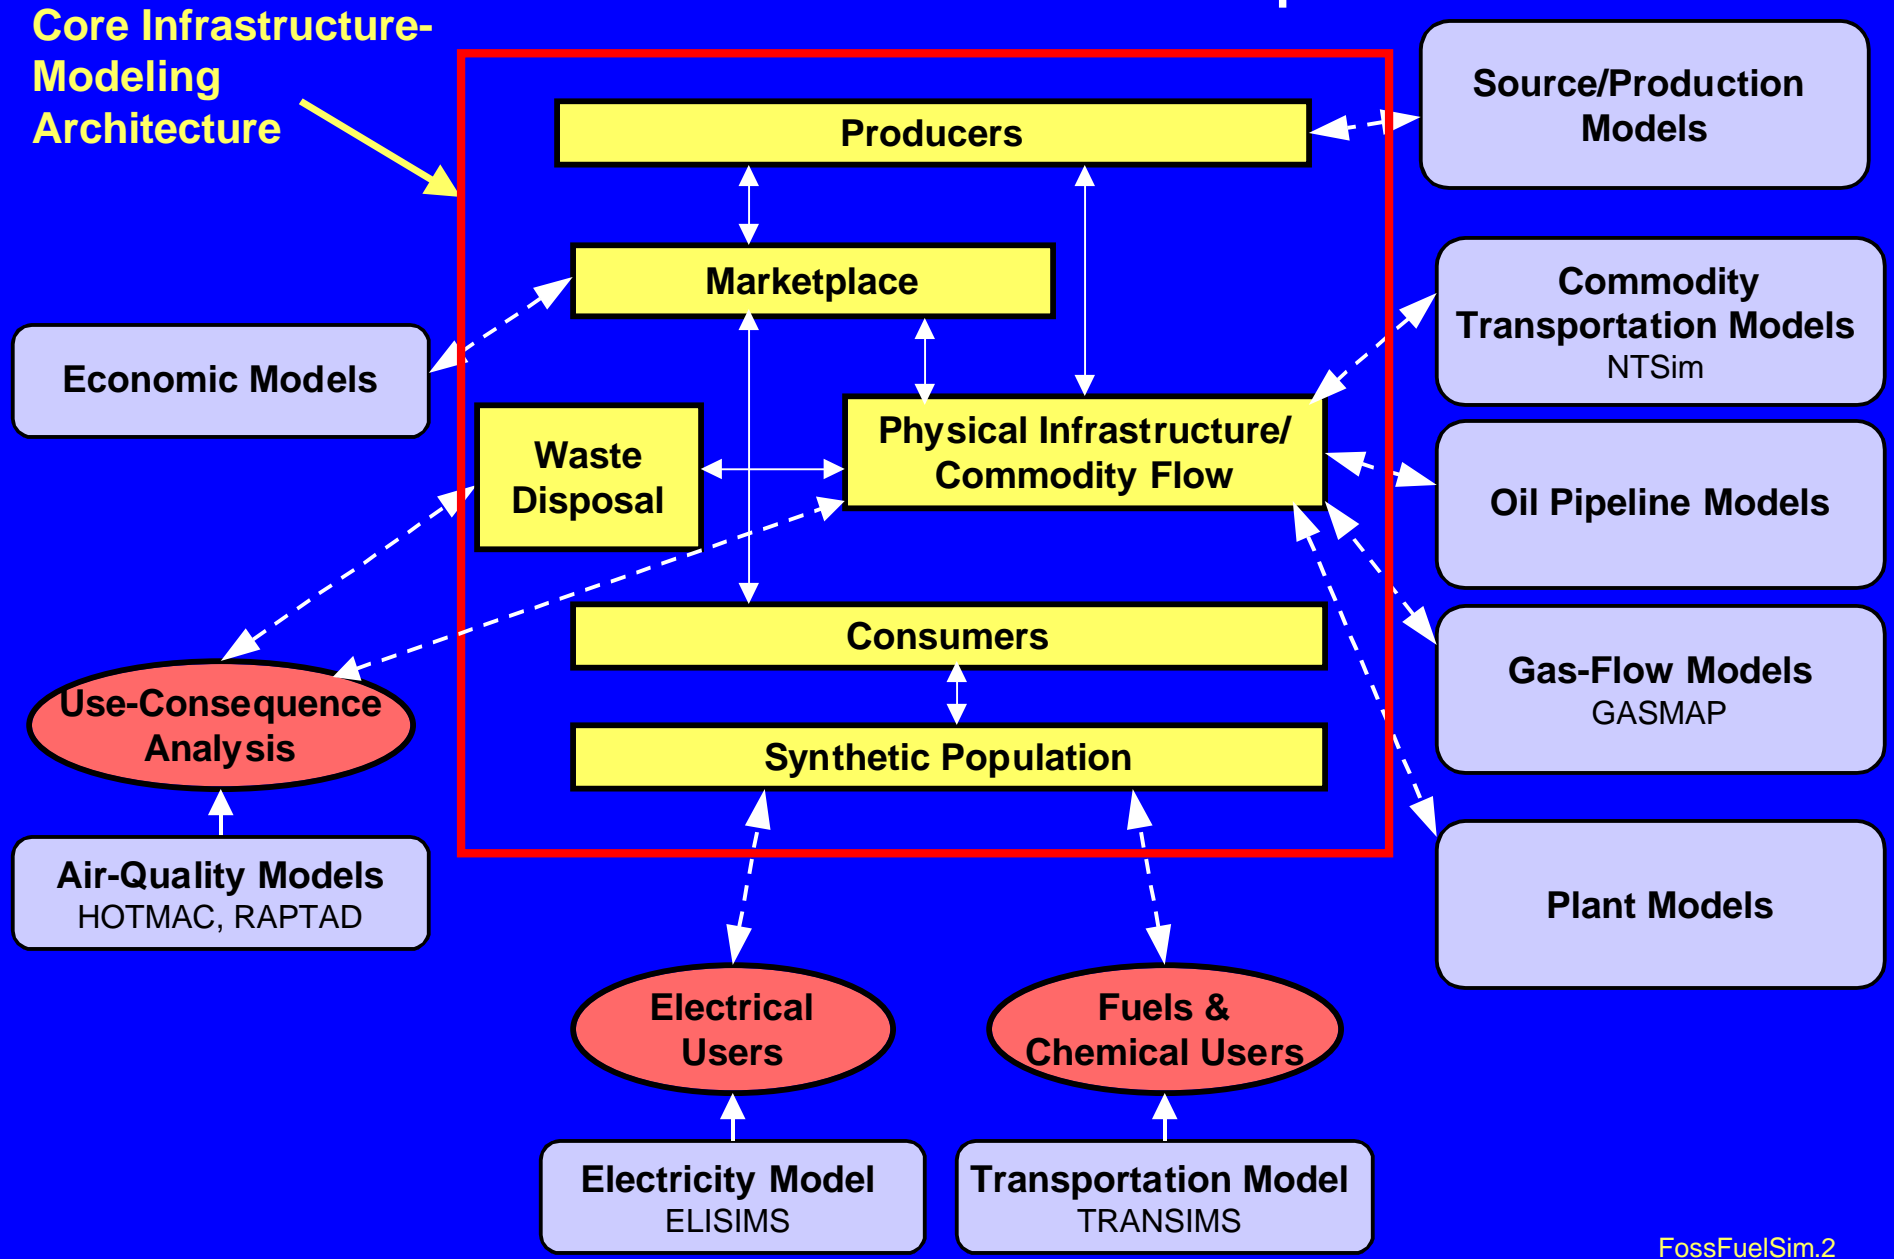 Core Infrastructure-
Modeling
Architecture
Producers
Source/Production
Models
Marketplace
Commodity
Transportation Models
NTSim
Economic Models
Waste
Disposal
Physical Infrastructure/
Commodity Flow
Oil Pipeline Models
Consumers
Gas-Flow Models
GASMAP
Use-Consequence
Analysis
Synthetic Population
Air-Quality Models
HOTMAC, RAPTAD
Plant Models
Electrical
Users
Fuels &
Chemical Users
Electricity Model
ELISIMS
Transportation Model
TRANSIMS
FossFuelSim.2